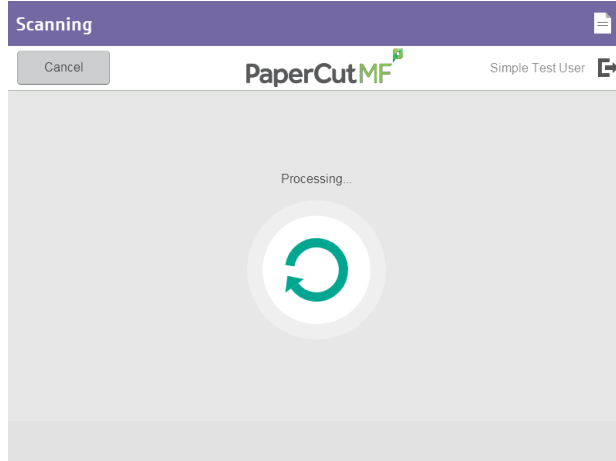 Scanning
Cancel
PaperCutMF
Simple Test User
Processing...